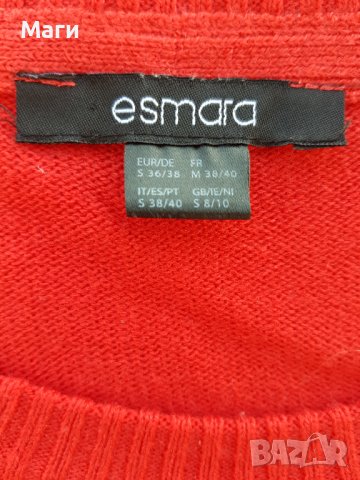 Маги
esmara
EUR/DE FR
S 36/38 M 38/40
IT/ES/PT GB/IE/NI
S 38/40 S 8/10
BAZAR